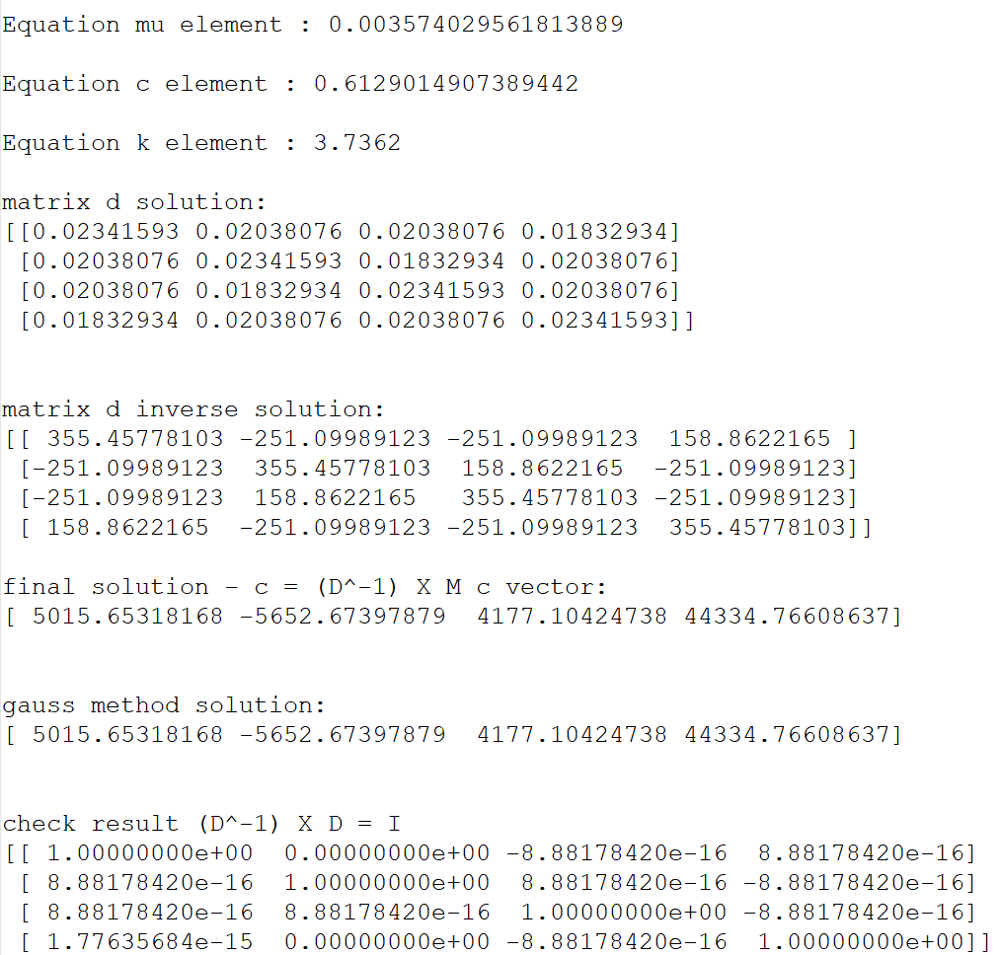 Equation mu element : 0.003574029561813889
Equation c element : 0.6129014907389442
Equation k element : 3.7362
matrix d solution:
[[0.02341593 0.02038076 0.02038076 0.01832934]
 [0.02038076 0.02341593 0.01832934 0.02038076]
 [0.02038076 0.01832934 0.02341593 0.02038076]
 [0.01832934 0.02038076 0.02038076 0.02341593]]
matrix d inverse solution:
[[ 355.45778103 -251.09989123 -251.09989123  158.8622165 ]
 [-251.09989123  355.45778103  158.8622165  -251.09989123]
 [-251.09989123  158.8622165   355.45778103 -251.09989123]
 [ 158.8622165  -251.09989123 -251.09989123  355.45778103]]
final solution - c = (D^-1) X M c vector:
[ 5015.65318168 -5652.67397879  4177.10424738 44334.76608637]
gauss method solution:
[ 5015.65318168 -5652.67397879  4177.10424738 44334.76608637]
check result (D^-1) X D = I
[[ 1.00000000e+00  0.00000000e+00 -8.88178420e-16  8.88178420e-16]
 [ 8.88178420e-16  1.00000000e+00  8.88178420e-16 -8.88178420e-16]
 [ 8.88178420e-16  8.88178420e-16  1.00000000e+00 -8.88178420e-16]
 [ 1.77635684e-15  0.00000000e+00 -8.88178420e-16  1.00000000e+00]]